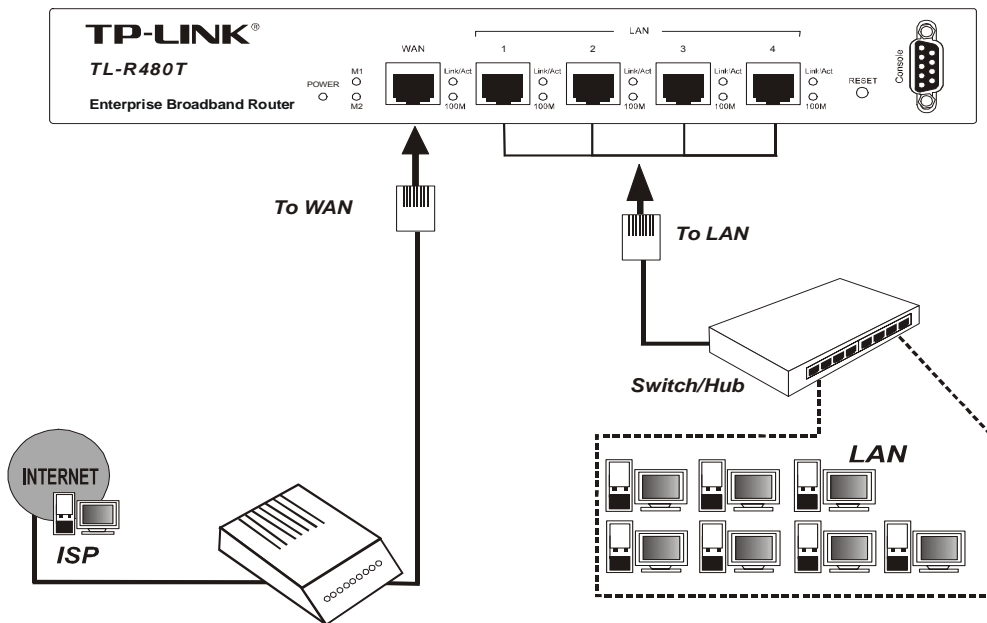 TP-LINK®
TL-R480T
Enterprise Broadband Router
POWER
M1
M2
WAN
LAN
1
2
3
4
Link/Act
100M
Link/Act
100M
Link/Act
100M
Link/Act
100M
Link/Act
100M
RESET
Console
To WAN
To LAN
Switch/Hub
LAN
INTERNET
ISP